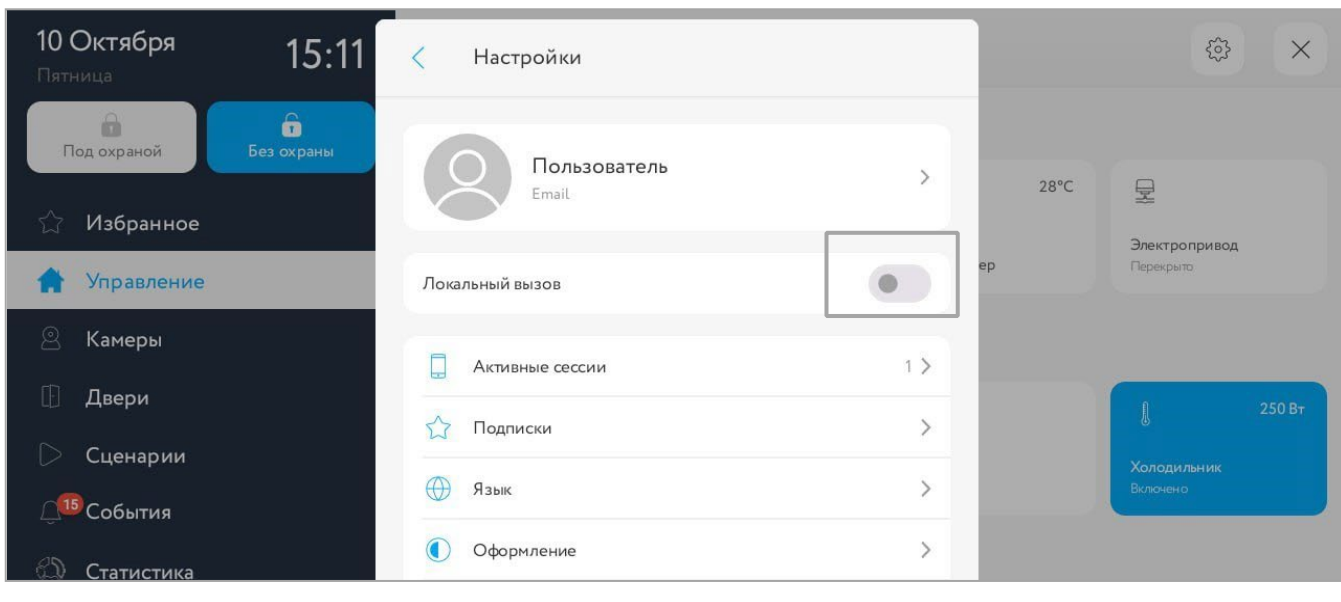 10 Октября
15:11
Пятница
Под охраной
Без охраны
Избранное
Управление
Камеры
Двери
Сценарии
15
События
Статистика
Настройки
Пользователь
Email
Локальный вызов
Активные сессии
1
Подписки
Язык
Оформление
28°C
ер
Электропривод
Перекрыто
250 Вт
Холодильник
Включено